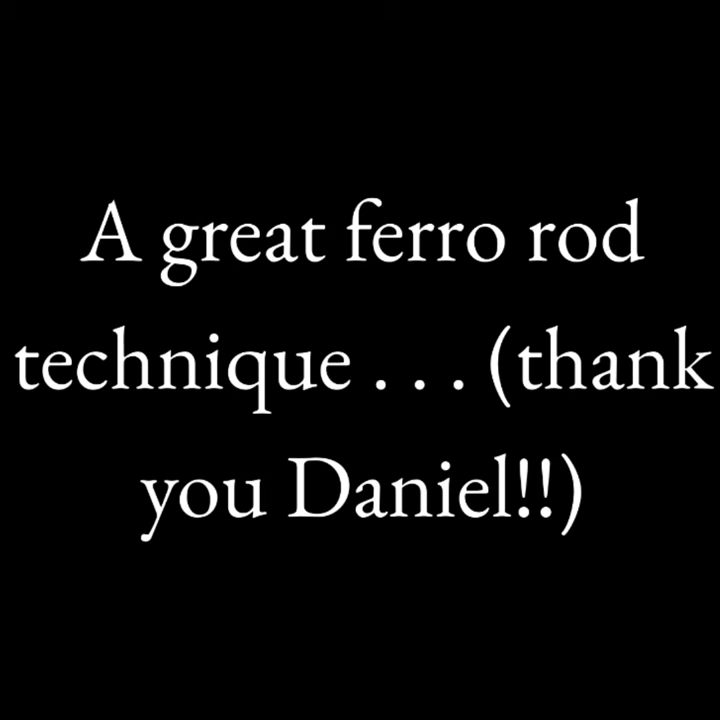 A great ferro rod
technique . . . (thank
you Daniel!!)